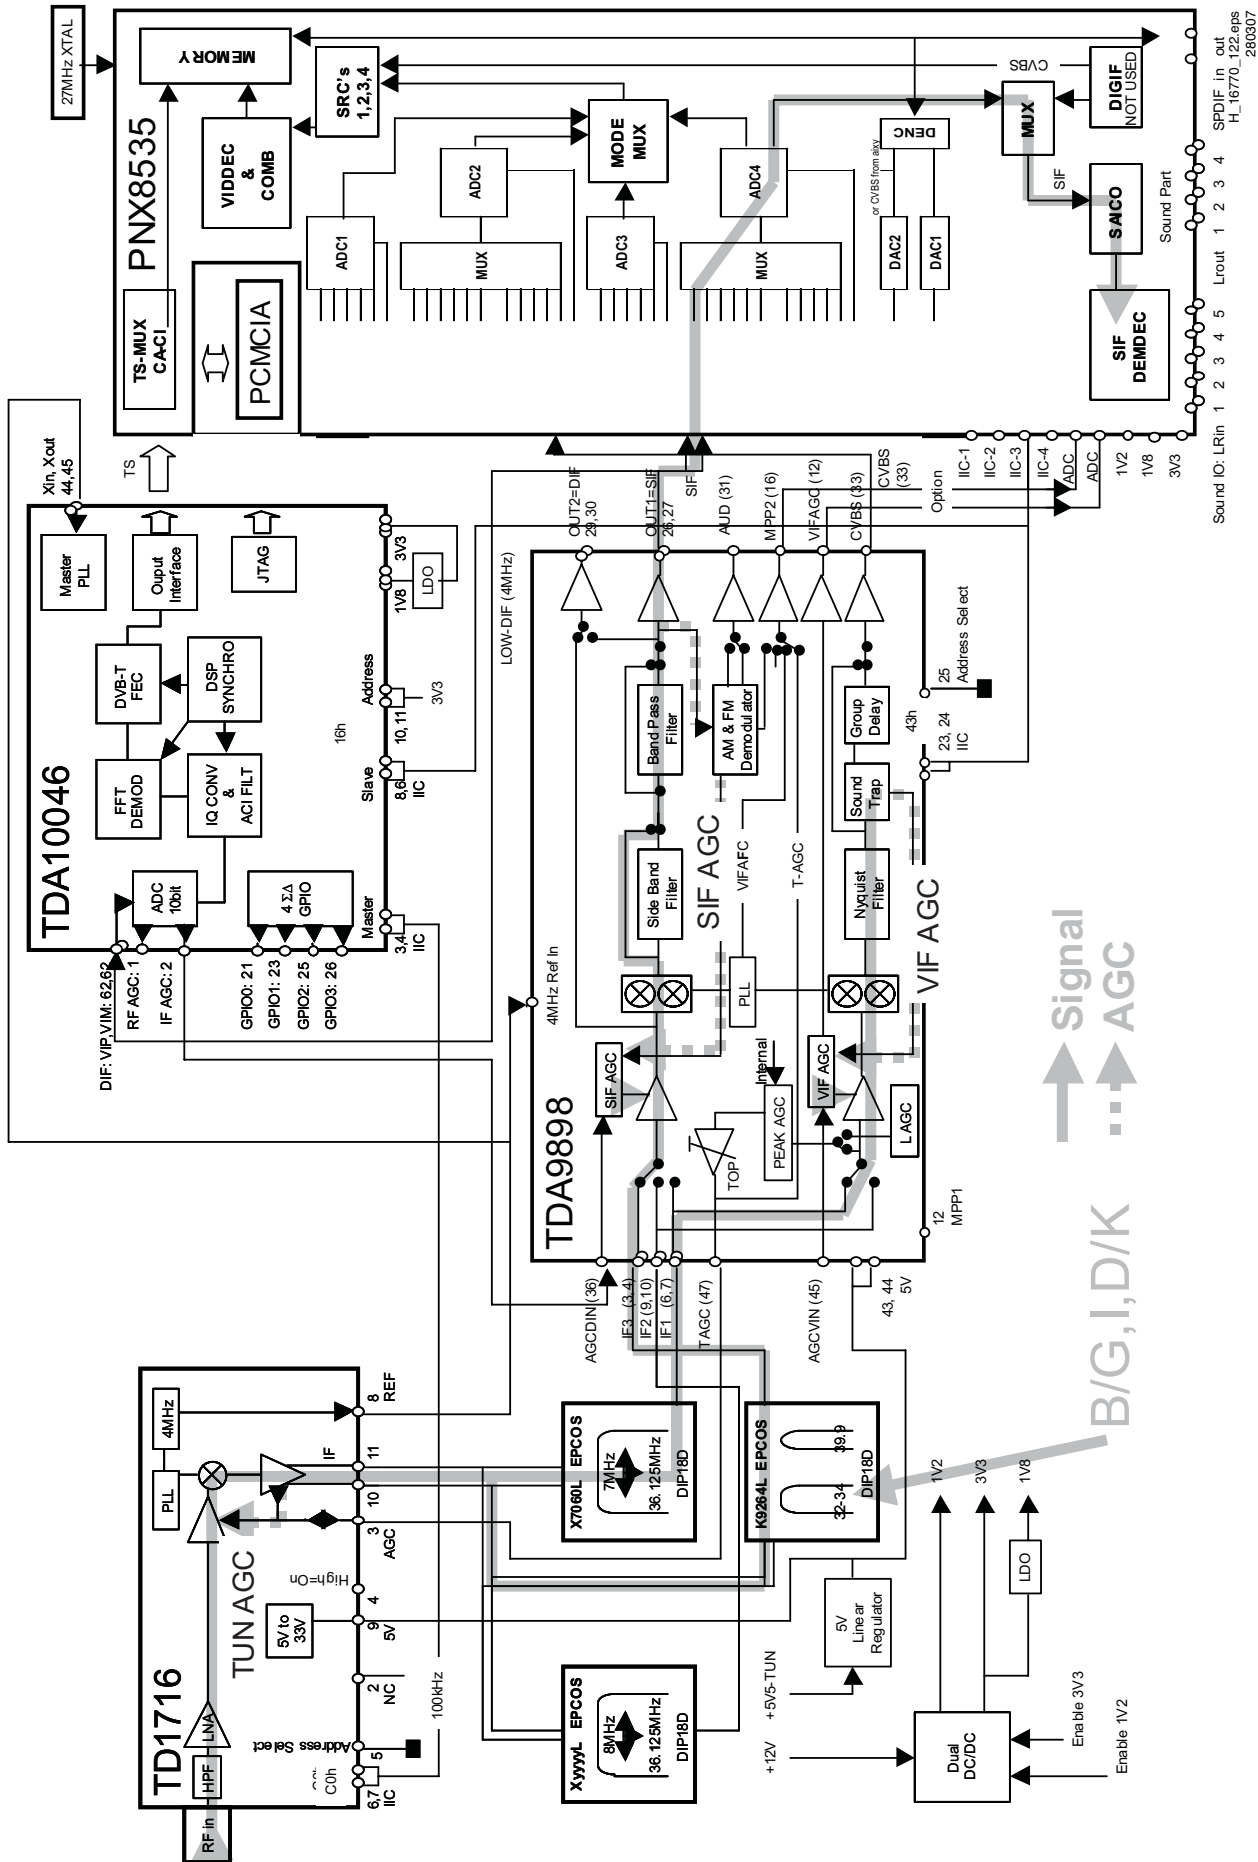 TD1716
RF in
HPF
LNA
TUN AGC
PLL
4MHz
5V to
33V
High=On
IF
Address Select
C0h
6,7
IIC
5
2
NC
9
5V
4
3
AGC
10
11
8
REF
100kHz
TDA10046
ADC
10bit
4 ΣΔ
GPIO
FFT
DEMOD
IQ CONV
&
ACI FILT
DVB-T
FEC
DSP
SYNCHRO
Master
PLL
Ouput
Interface
JTAG
16h
Xin, Xout
44,45
TS
DIF: VIP,VIM: 62,62
RF AGC: 1
IF AGC: 2
GPIO0: 21
GPIO1: 23
GPIO2: 25
GPIO3: 26
Master
3,4
IIC
Slave
8,6
IIC
Address
10,11
3V3
1V8
3V3
LDO
27MHz XTAL
PNX8535
TS-MUX
CA-CI
PCMCIA
VIDDEC
&
COMB
MEMORY
SRC's
1,2,3,4
ADC1
MUX
ADC2
ADC3
MODE
MUX
MUX
ADC4
DAC2
DAC1
or CVBS from aixy
DENC
CVBS
MUX
DIGIF
NOT USED
SIF
SAICO
SIF
DEMDEC
Sound Part
IIC-1
IIC-2
IIC-3
IIC-4
ADC
ADC
1V2
1V8
3V3
Sound IO: LRin 1 2 3 4 5 Lrout 1 2 3 4 SPDIF in out
H_16770_122.eps
280307
X7060L EPCOS
7MHz
36.125MHz
DIP18D
XyyyyL EPCOS
8MHz
36.125MHz
DIP18D
K9264L EPCOS
32-34
39.9
DIP18D
TDA9898
4MHz Ref In
LOW-DIF (4MHz)
AGCDIN (36)
IF3 (3,4)
IF2 (9,10)
IF1 (6,7)
TAGC (47)
AGCVIN (45)
43, 44
5V
12
MPP1
SIF AGC
Side Band
Filter
Band Pass
Filter
SIF AGC
AM & FM
Demodulator
VIFAFC
T-AGC
PLL
TOP
PEAK AGC
Internal
VIF AGC
L AGC
Nyquist
Filter
Sound
Trap
Group
Delay
VIF AGC
43h
23, 24
IIC
25
Address Select
OUT2=DIF
29,30
OUT1=SIF
26,27
SIF
AUD (31)
MPP2 (16)
VIFAGC (12)
CVBS (33)
CVBS
(33)
Option
+12V
+5V5-TUN
5V
Linear
Regulator
Dual
DC/DC
Enable 3V3
Enable 1V2
1V2
3V3
1V8
LDO
B/G,I,D/K
Signal
AGC